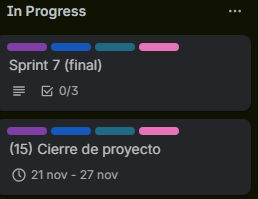 In Progress
Sprint 7 (final)
0/3
(15) Cierre de proyecto
21 nov - 27 nov